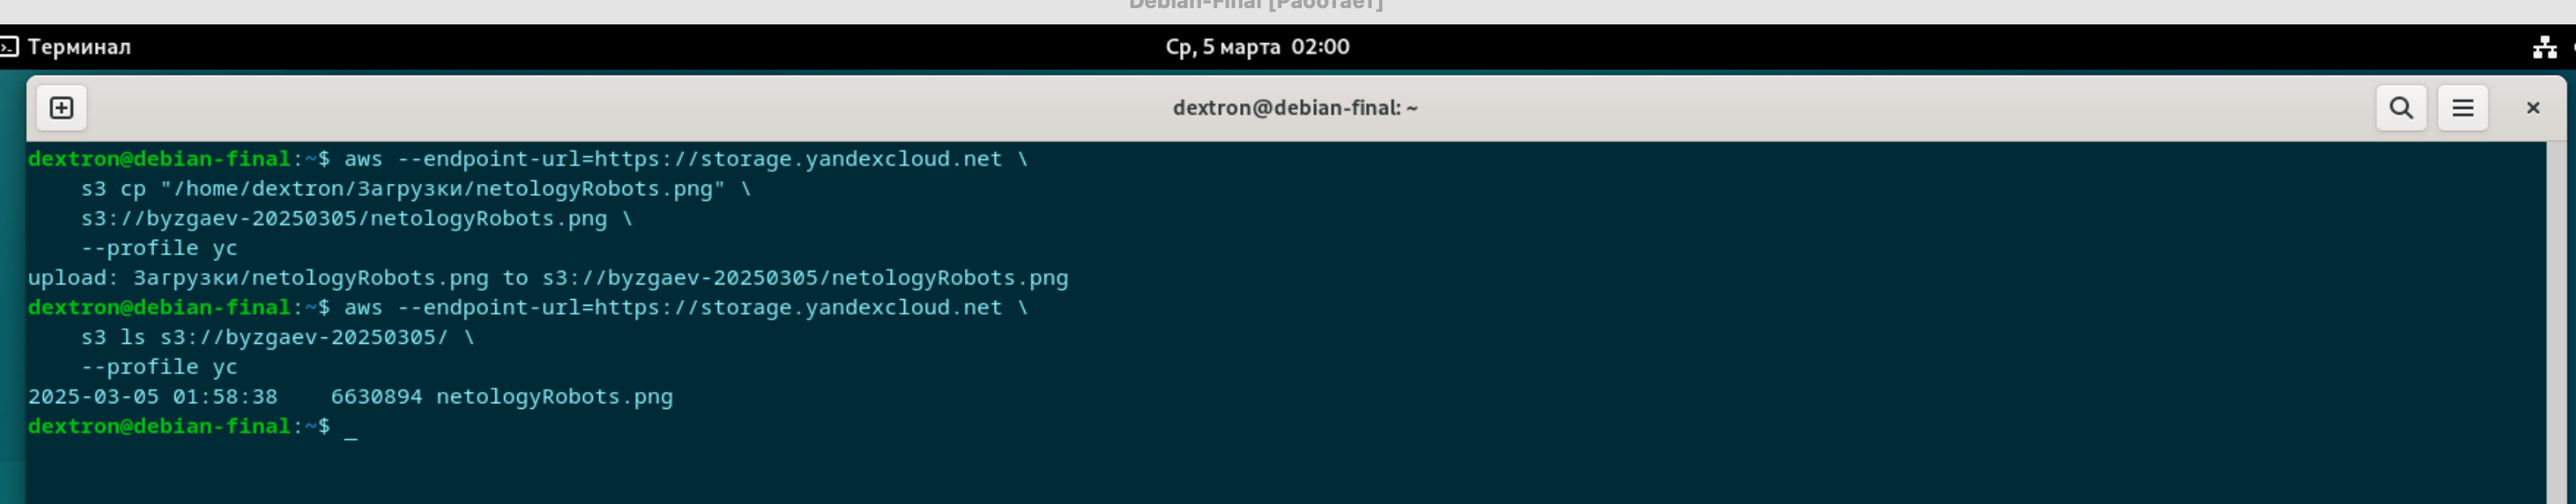 Debian-Final [Работает]
Терминал
Ср, 5 марта 02:00
dextron@debian-final: ~
dextron@debian-final:~$ aws --endpoint-url=https://storage.yandexcloud.net \
    s3 cp "/home/dextron/Загрузки/netologyRobots.png" \
    s3://byzgaev-20250305/netologyRobots.png \
    --profile yc
upload: Загрузки/netologyRobots.png to s3://byzgaev-20250305/netologyRobots.png
dextron@debian-final:~$ aws --endpoint-url=https://storage.yandexcloud.net \
    s3 ls s3://byzgaev-20250305/ \
    --profile yc
2025-03-05 01:58:38    6630894 netologyRobots.png
dextron@debian-final:~$ _